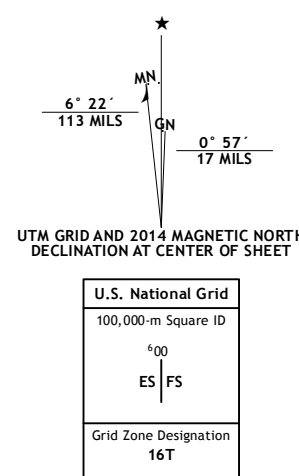 ★
MN
6° 22´
113 MILS
GN
0° 57´
17 MILS
UTM GRID AND 2014 MAGNETIC NORTH
DECLINATION AT CENTER OF SHEET
U.S. National Grid
100,000-m Square ID
⁶00
ES FS
Grid Zone Designation
16T